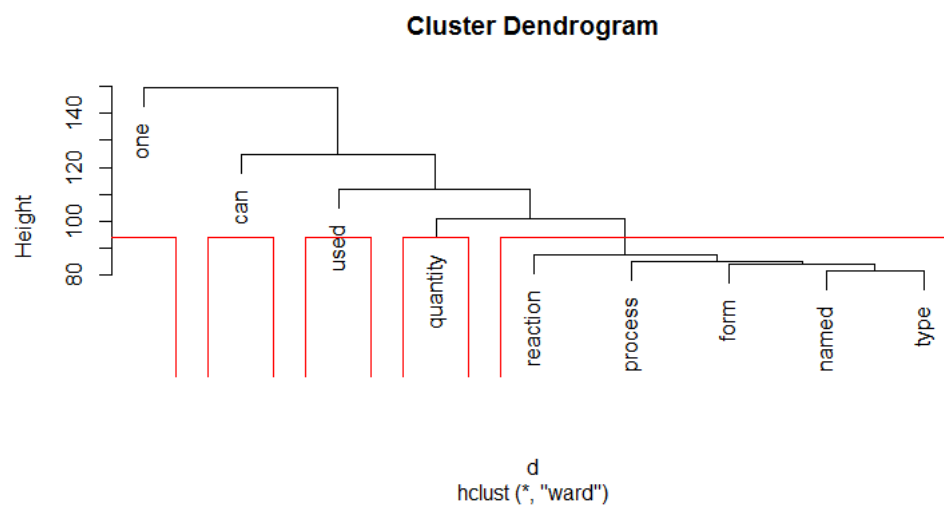 Cluster Dendrogram
Height
140
120
100
80
one
can
used
quantity
reaction
process
form
named
type
d
hclust (*, "ward")